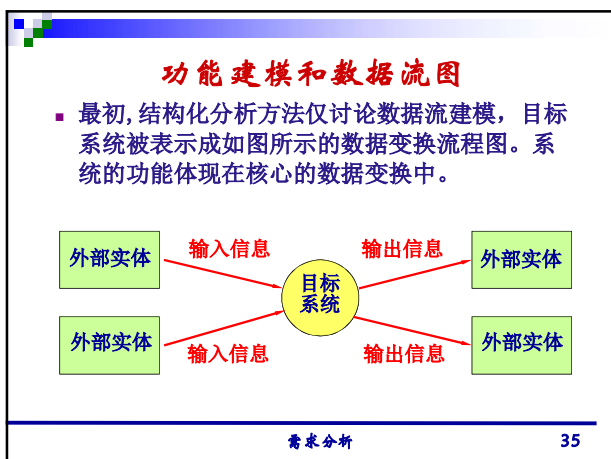 功能建模和数据流图
最初,结构化分析方法仅讨论数据流建模，目标
系统被表示成如图所示的数据变换流程图。系
统的功能体现在核心的数据变换中。
外部实体
输入信息
目标
系统
输出信息
外部实体
外部实体
输入信息
输出信息
外部实体
需求分析
35